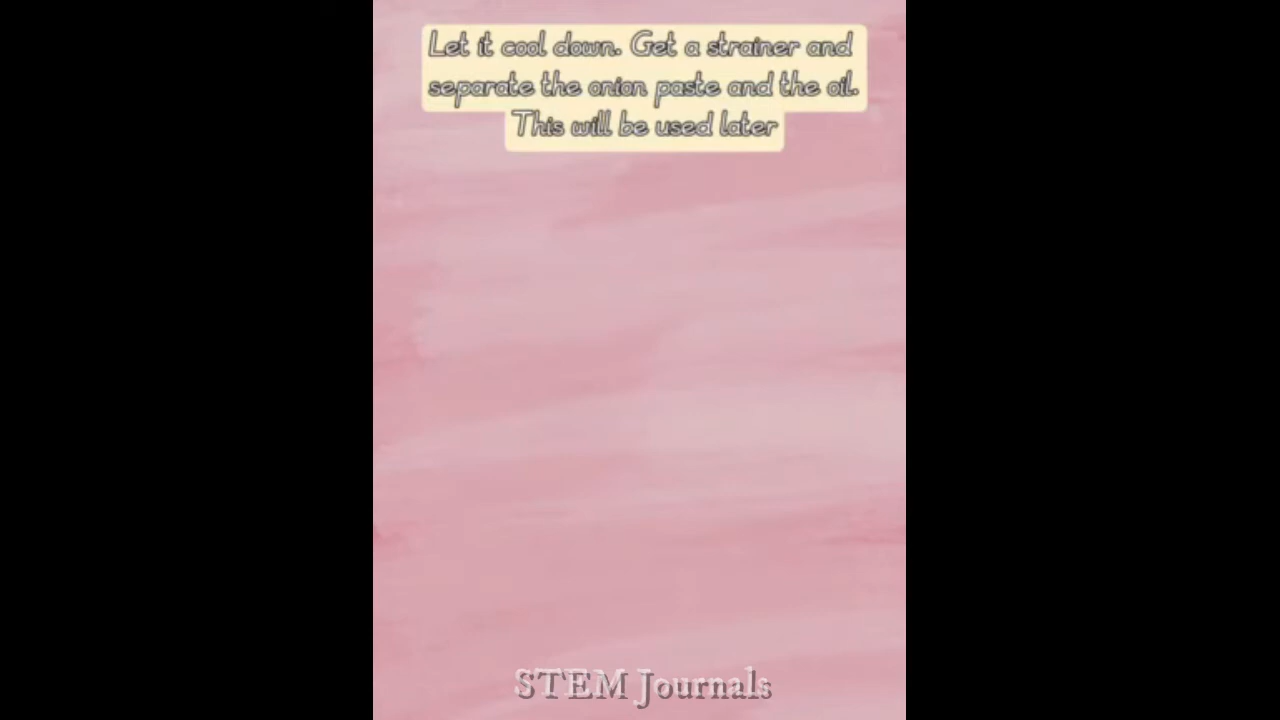 Let it cool down. Get a strainer and
separate the onion paste and the oil.
This will be used later
STEM Journals